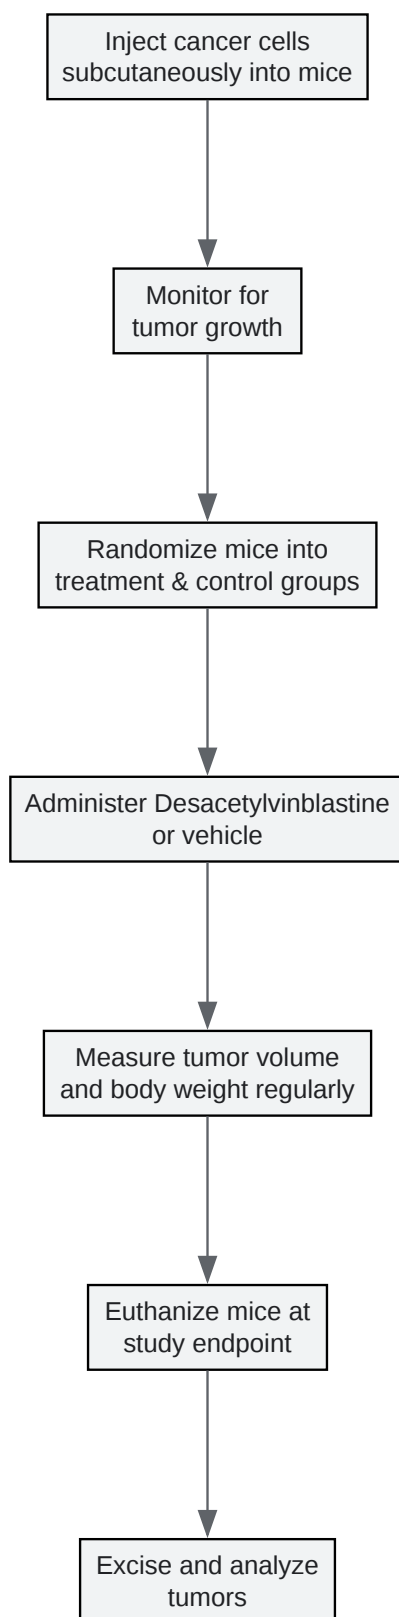 Inject cancer cells
subcutaneously into mice
Monitor for
tumor growth
Randomize mice into
treatment & control groups
Administer Desacetylvinblastine
or vehicle
Measure tumor volume
and body weight regularly
Euthanize mice at
study endpoint
Excise and analyze
tumors